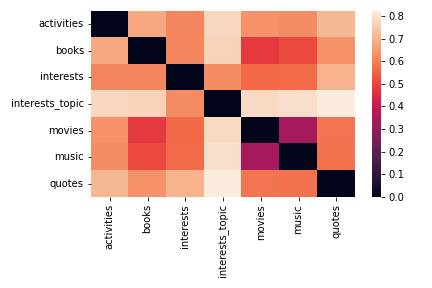 activities
books
interests
interests_topic
movies
music
quotes
activities
books
interests
interests_topic
movies
music
quotes
0.8
0.7
0.6
0.5
0.4
0.3
0.2
0.1
0.0